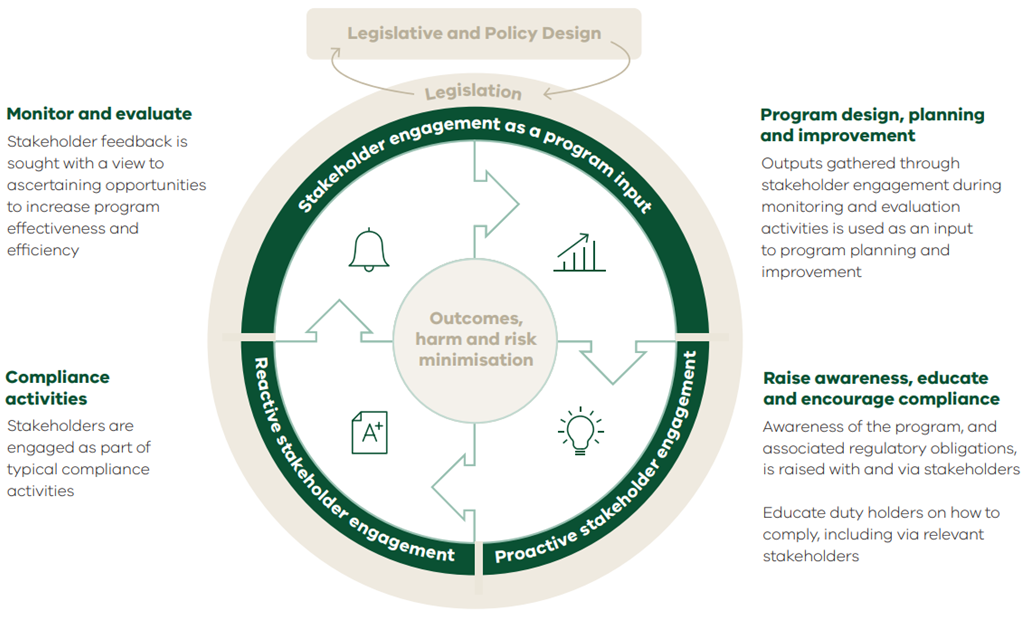 Legislative and Policy Design
Legislation
Stakeholder engagement as a program input
Monitor and evaluate
Stakeholder feedback is
sought with a view to
ascertaining opportunities
to increase program
effectiveness and
efficiency
Program design, planning
and improvement
Outputs gathered through
stakeholder engagement during
monitoring and evaluation
activities is used as an input
to program planning and
improvement
Outcomes,
harm and risk
minimisation
Compliance
activities
Stakeholders are
engaged as part of
typical compliance
activities
A+
Reactive stakeholder engagement
Proactive stakeholder engagement
Raise awareness, educate
and encourage compliance
Awareness of the program, and
associated regulatory obligations,
is raised with and via stakeholders
Educate duty holders on how to
comply, including via relevant
stakeholders